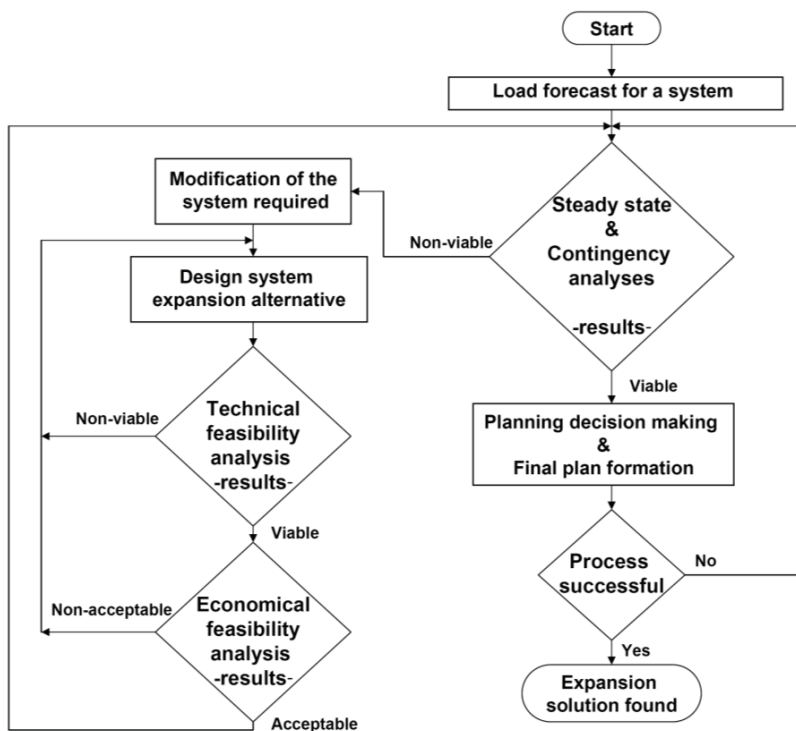 Start
Load forecast for a system
Modification of the
system required
Steady state
&
Contingency
analyses
-results-
Non-viable
Design system
expansion alternative
Viable
Technical
feasibility
analysis
-results-
Non-viable
Planning decision making
&
Final plan formation
Viable
Process
successful
No
Economical
feasibility
analysis
-results-
Non-acceptable
Yes
Expansion
solution found
Acceptable